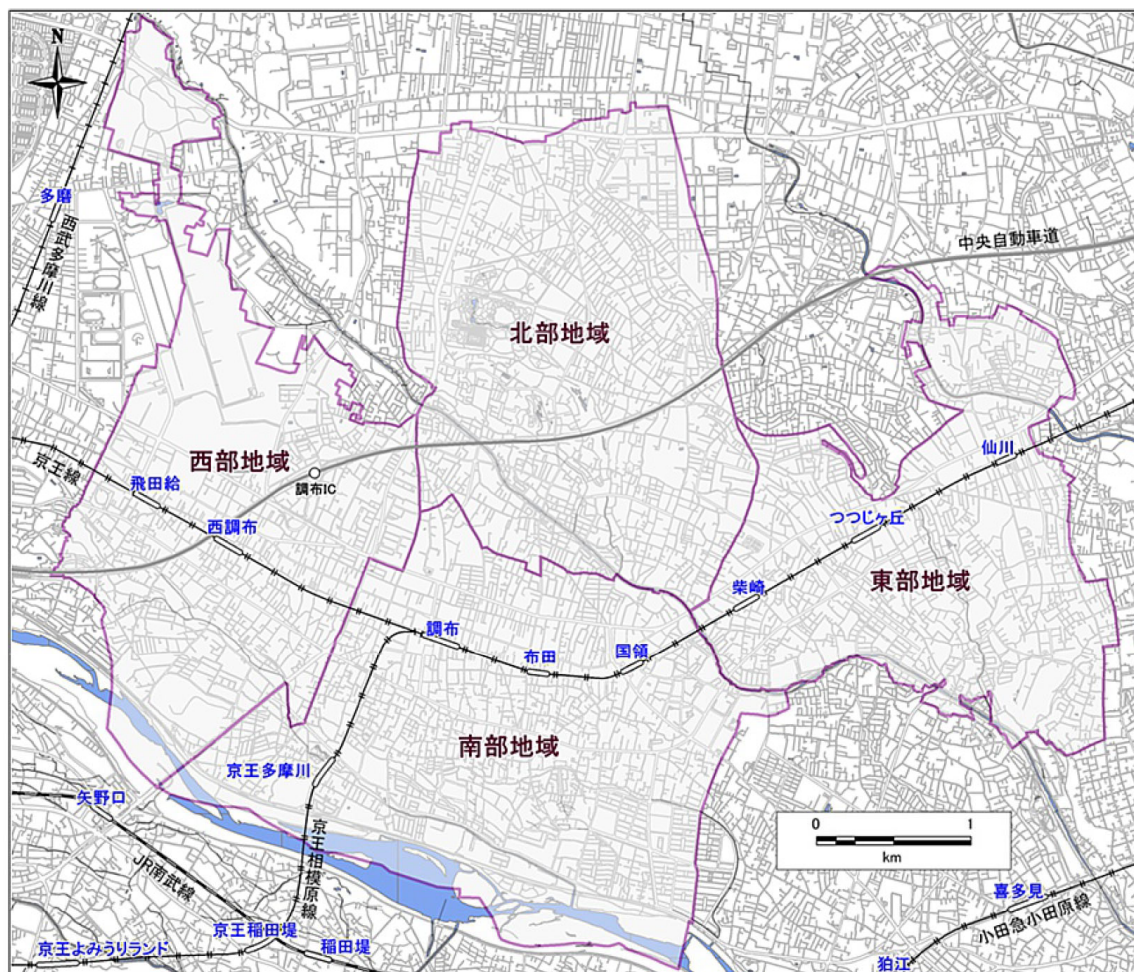 N
多磨
西武多摩川線
中央自動車道
北部地域
西部地域
調布IC
京王線
飛田給
西調布
仙川
つつじヶ丘
柴崎
東部地域
調布
布田
国領
南部地域
京王多摩川
矢野口
JR南武線
京王相模原線
0 1
km
喜多見
小田急小田原線
京王稲田堤
京王よみうりランド
稲田堤
狛江